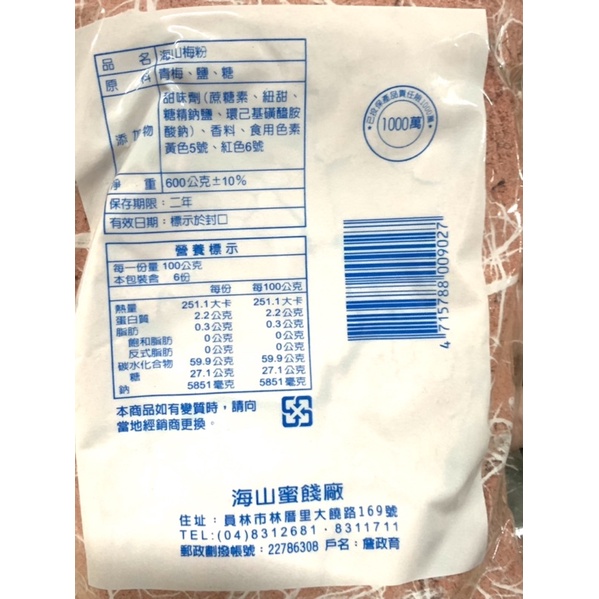 品名 海山梅粉
原料 青梅、鹽、糖
添加物 甜味劑(蔗糖素、紐甜、
糖精鈉鹽、環己基磺醯胺
酸鈉)、香料、食用色素
黃色5號、紅色6號
淨重 600公克±10%
保存期限：二年
有效日期：標示於封口
1000萬
營養標示
每一份量 100公克
本包裝含 6份
每份 每100公克
熱量 251.1大卡 251.1大卡
蛋白質 2.2公克 2.2公克
脂肪 0.3公克 0.3公克
飽和脂肪 0公克 0公克
反式脂肪 0公克 0公克
碳水化合物 59.9公克 59.9公克
糖 27.1公克 27.1公克
鈉 5851毫克 5851毫克
4 715788 009027
本商品如有變質時，請向
當地經銷商更換。
海山蜜餞廠
住址：員林市林厝里大饒路169號
TEL:(04)8312681．8311711
郵政劃撥帳號：22786308 戶名：詹政育